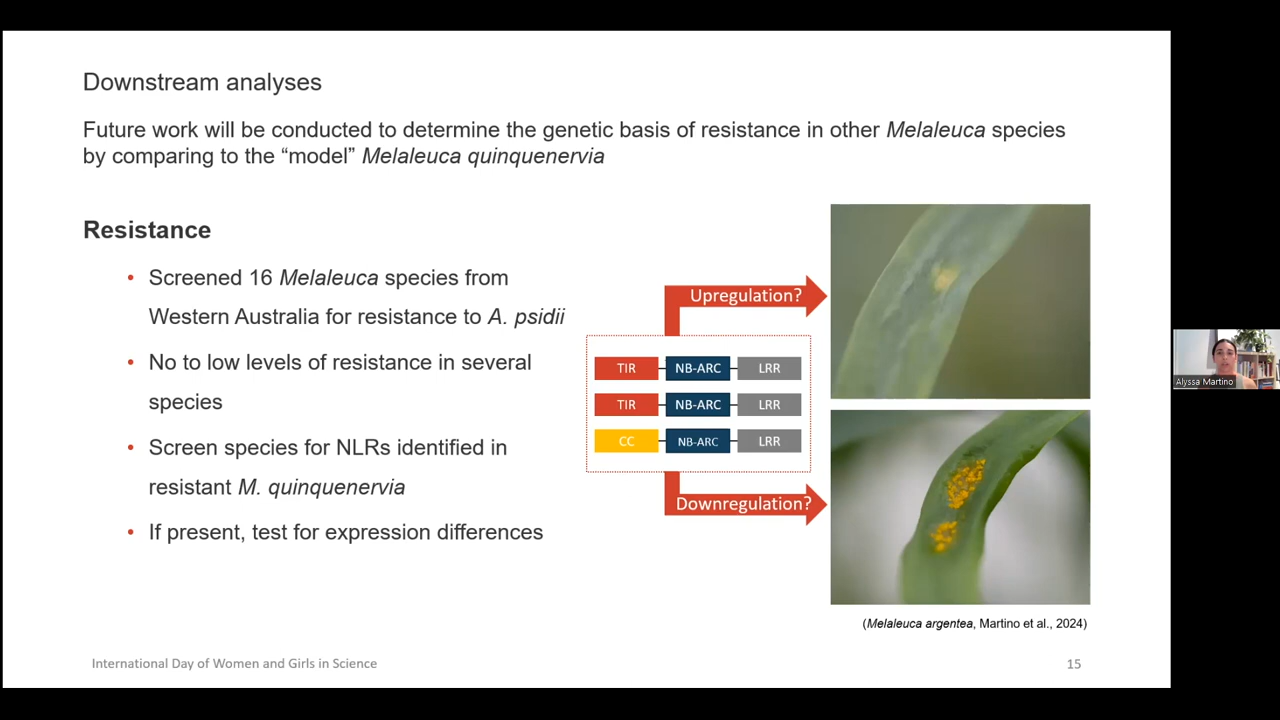 Downstream analyses
Future work will be conducted to determine the genetic basis of resistance in other Melaleuca species
by comparing to the “model” Melaleuca quinquenervia
Resistance
• Screened 16 Melaleuca species from
Western Australia for resistance to A. psidii
• No to low levels of resistance in several
species
• Screen species for NLRs identified in
resistant M. quinquenervia
• If present, test for expression differences
Upregulation?
TIR NB-ARC LRR
TIR NB-ARC LRR
CC NB-ARC LRR
Downregulation?
(Melaleuca argentea, Martino et al., 2024)
International Day of Women and Girls in Science
15
Alyssa Martino